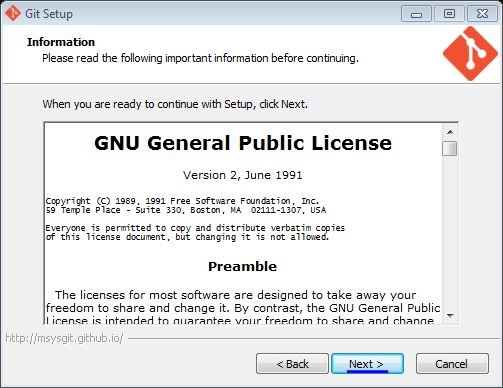 Git Setup
Information
Please read the following important information before continuing.
When you are ready to continue with Setup, click Next.
GNU General Public License
Version 2, June 1991
Copyright (C) 1989, 1991 Free Software Foundation, Inc.
59 Temple Place - Suite 330, Boston, MA  02111-1307, USA
Everyone is permitted to copy and distribute verbatim copies
of this license document, but changing it is not allowed.
Preamble
The licenses for most software are designed to take away your
freedom to share and change it. By contrast, the GNU General Public
License is intended to guarantee your freedom to share and change
http://msysgit.github.io/
< Back
Next >
Cancel